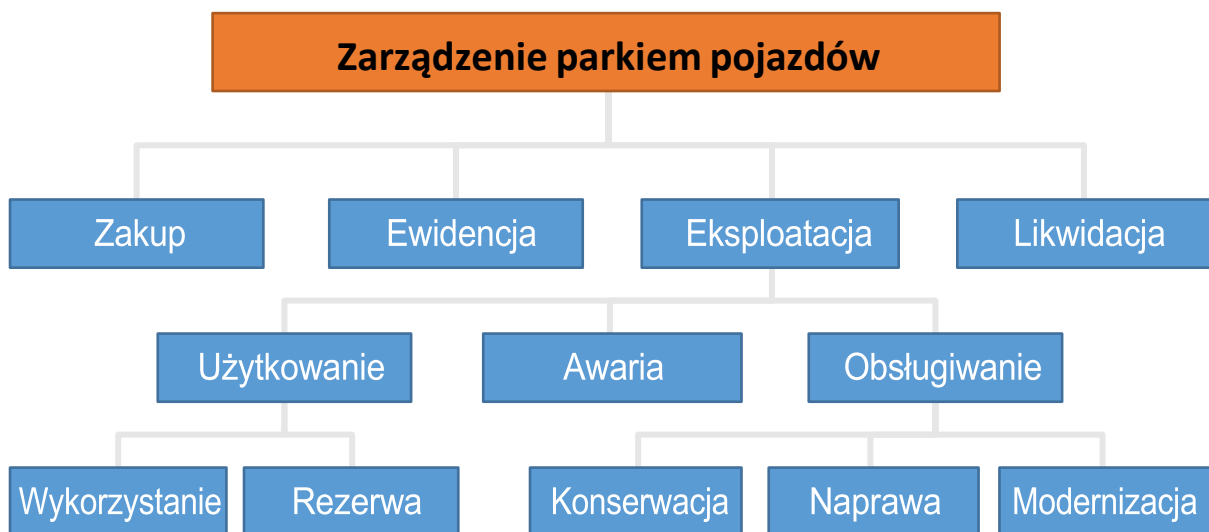 Zarządzenie parkiem pojazdów
Zakup
Ewidencja
Eksploatacja
Likwidacja
Użytkowanie
Awaria
Obsługiwanie
Wykorzystanie
Rezerwa
Konserwacja
Naprawa
Modernizacja